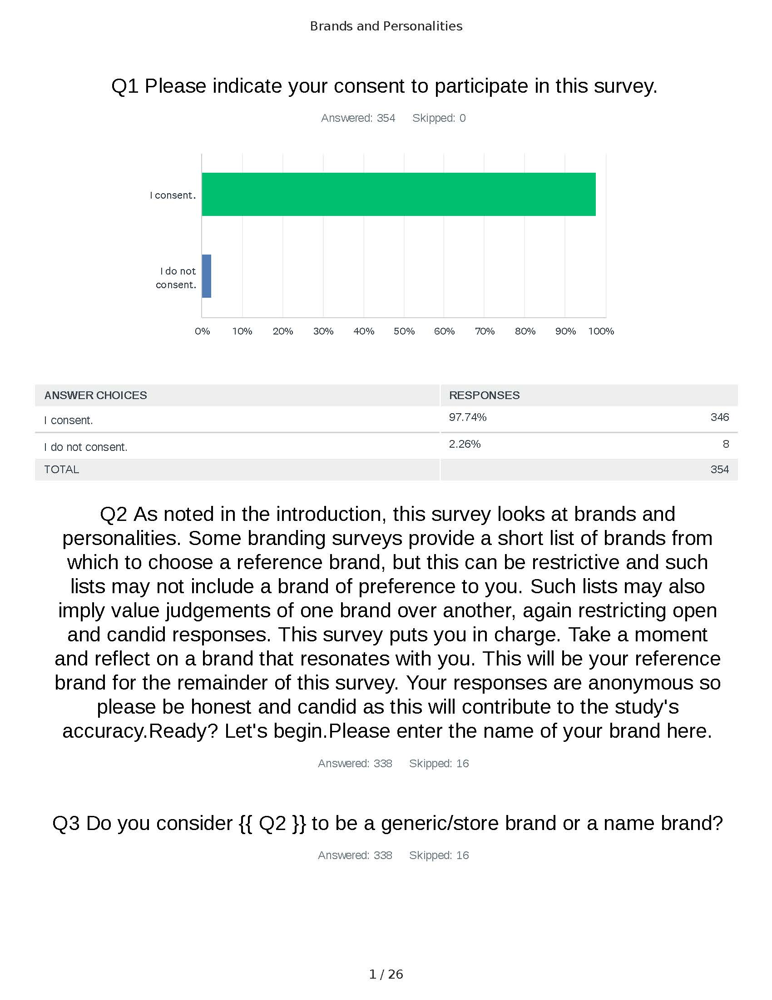 Brands and Personalities
Q1 Please indicate your consent to participate in this survey.
Answered: 354 Skipped: 0
I consent.
I do not
consent.
0% 10% 20% 30% 40% 50% 60% 70% 80% 90% 100%
ANSWER CHOICES RESPONSES
I consent. 97.74% 346
I do not consent. 2.26% 8
TOTAL 354
Q2 As noted in the introduction, this survey looks at brands and
personalities. Some branding surveys provide a short list of brands from
which to choose a reference brand, but this can be restrictive and such
lists may not include a brand of preference to you. Such lists may also
imply value judgements of one brand over another, again restricting open
and candid responses. This survey puts you in charge. Take a moment
and reflect on a brand that resonates with you. This will be your reference
brand for the remainder of this survey. Your responses are anonymous so
please be honest and candid as this will contribute to the study's
accuracy.Ready? Let's begin.Please enter the name of your brand here.
Answered: 338 Skipped: 16
Q3 Do you consider {{ Q2 }} to be a generic/store brand or a name brand?
Answered: 338 Skipped: 16
1 / 26